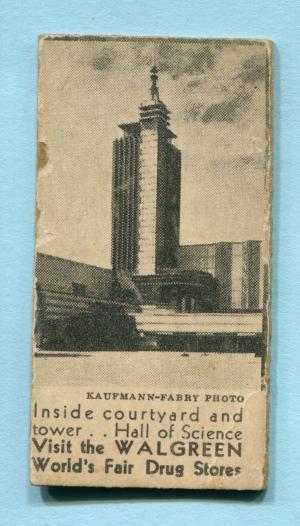 KAUFMANN-FABRY PHOTO
Inside courtyard and
tower . . Hall of Science
Visit the WALGREEN
World's Fair Drug Stores